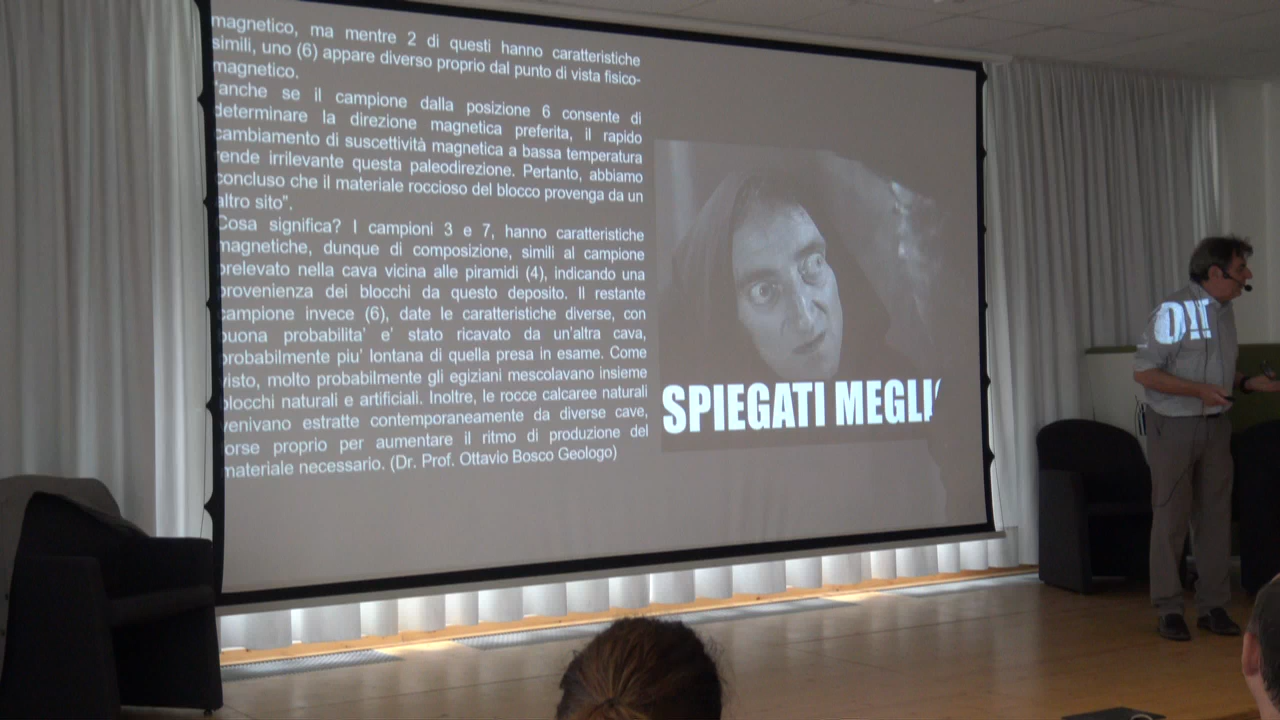 magnetico, ma mentre 2 di questi hanno caratteristiche
simili, uno (6) appare diverso proprio dal punto di vista fisico-
magnetico.
"anche se il campione dalla posizione 6 consente di
determinare la direzione magnetica preferita, il rapido
cambiamento di suscettività magnetica a bassa temperatura
rende irrilevante questa paleodirezione. Pertanto, abbiamo
concluso che il materiale roccioso del blocco provenga da un
altro sito".
Cosa significa? I campioni 3 e 7, hanno caratteristiche
magnetiche, dunque di composizione, simili al campione
prelevato nella cava vicina alle piramidi (4), indicando una
provenienza dei blocchi da questo deposito. Il restante
campione invece (6), date le caratteristiche diverse, con
buona probabilita' e' stato ricavato da un'altra cava,
probabilmente piu' lontana di quella presa in esame. Come
visto, molto probabilmente gli egiziani mescolavano insieme
blocchi naturali e artificiali. Inoltre, le rocce calcaree naturali
venivano estratte contemporaneamente da diverse cave,
forse proprio per aumentare il ritmo di produzione del
materiale necessario. (Dr. Prof. Ottavio Bosco Geologo)
SPIEGATI MEGLIO!!